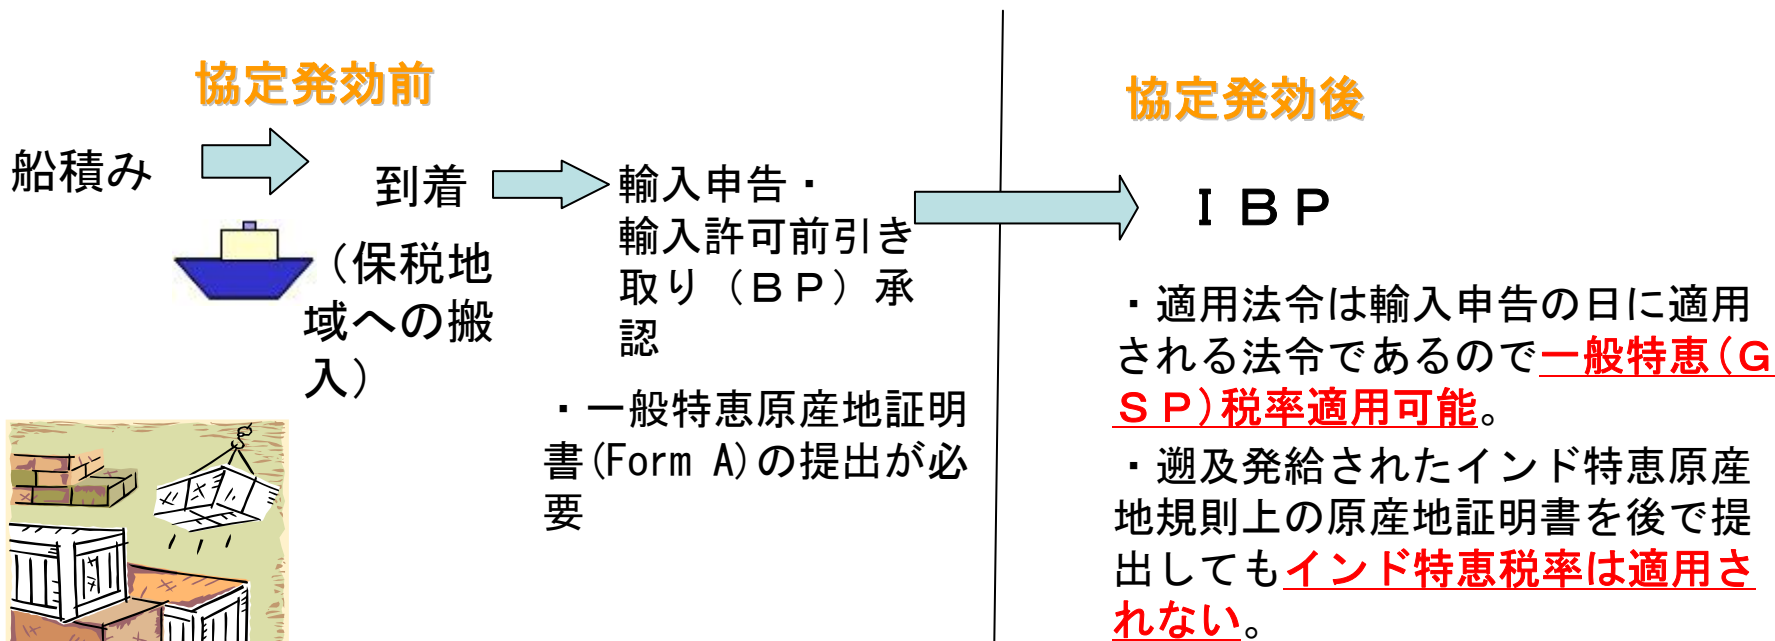 協定発効前
船積み
到着
(保税地
域への搬
入)
輸入申告・
輸入許可前引き
取り(BP)承
認
・一般特恵原産地証明
書(Form A)の提出が必
要
協定発効後
IBP
・適用法令は輸入申告の日に適用
される法令であるので一般特恵(G
SP)税率適用可能。
・遡及発給されたインド特恵原産
地規則上の原産地証明書を後で提
出してもインド特恵税率は適用さ
れない。